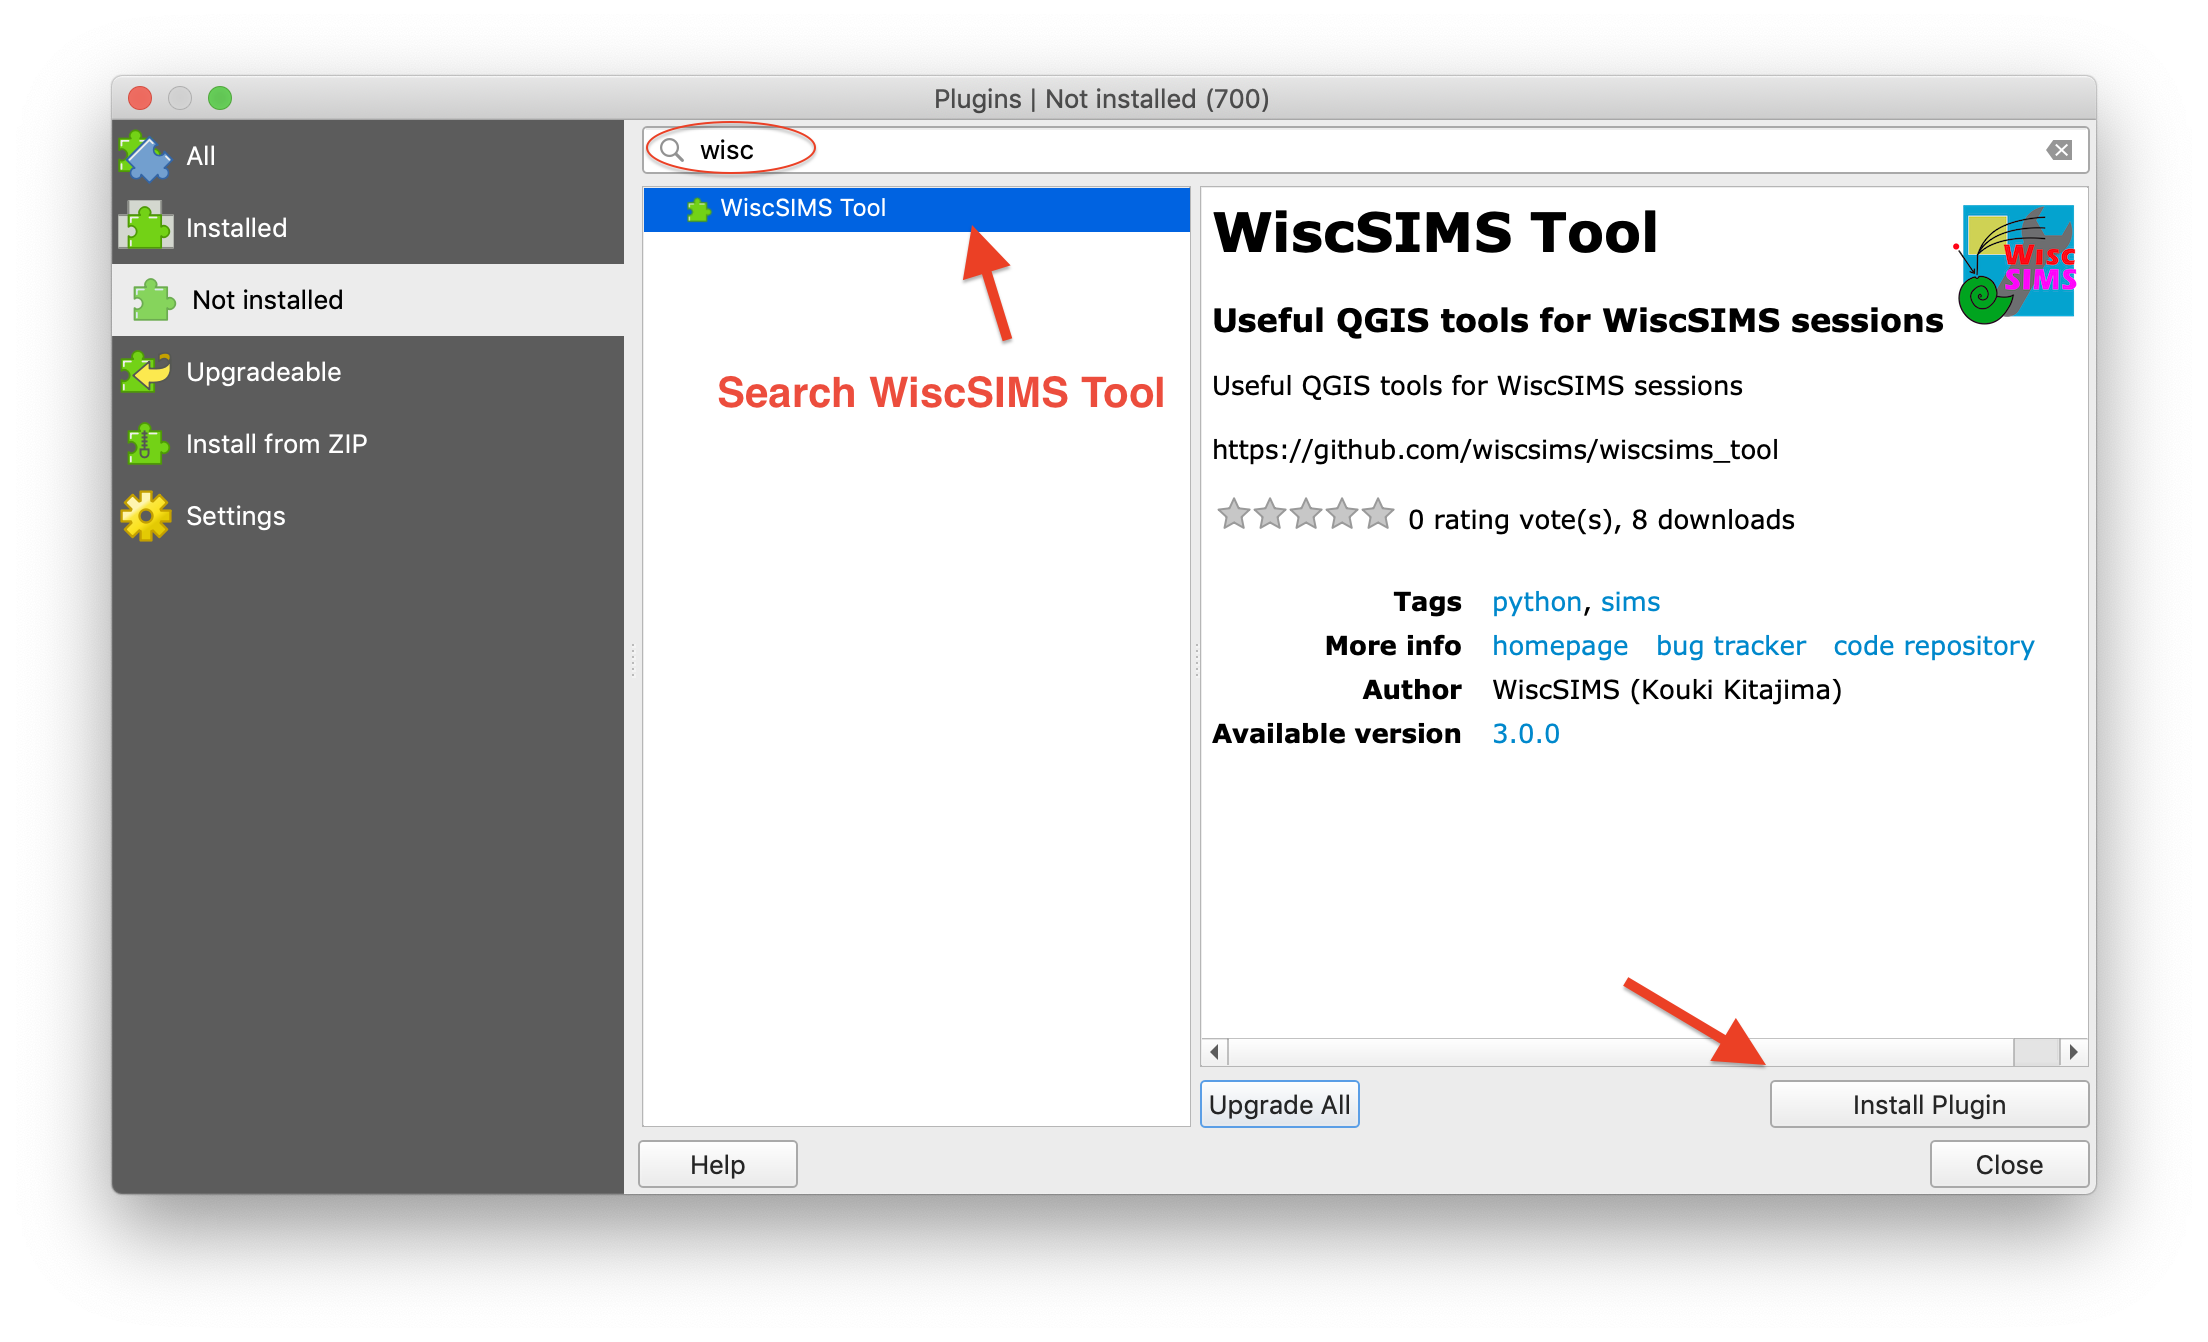 Plugins | Not installed (700)
All
Installed
Not installed
Upgradeable
Install from ZIP
Settings
wisc
WiscSIMS Tool
Search WiscSIMS Tool
WiscSIMS Tool
Wisc
SIMS
Useful QGIS tools for WiscSIMS sessions
Useful QGIS tools for WiscSIMS sessions
https://github.com/wiscsims/wiscsims_tool
0 rating vote(s), 8 downloads
Tags python, sims
More info homepage bug tracker code repository
Author WiscSIMS (Kouki Kitajima)
Available version 3.0.0
Upgrade All
Install Plugin
Help
Close